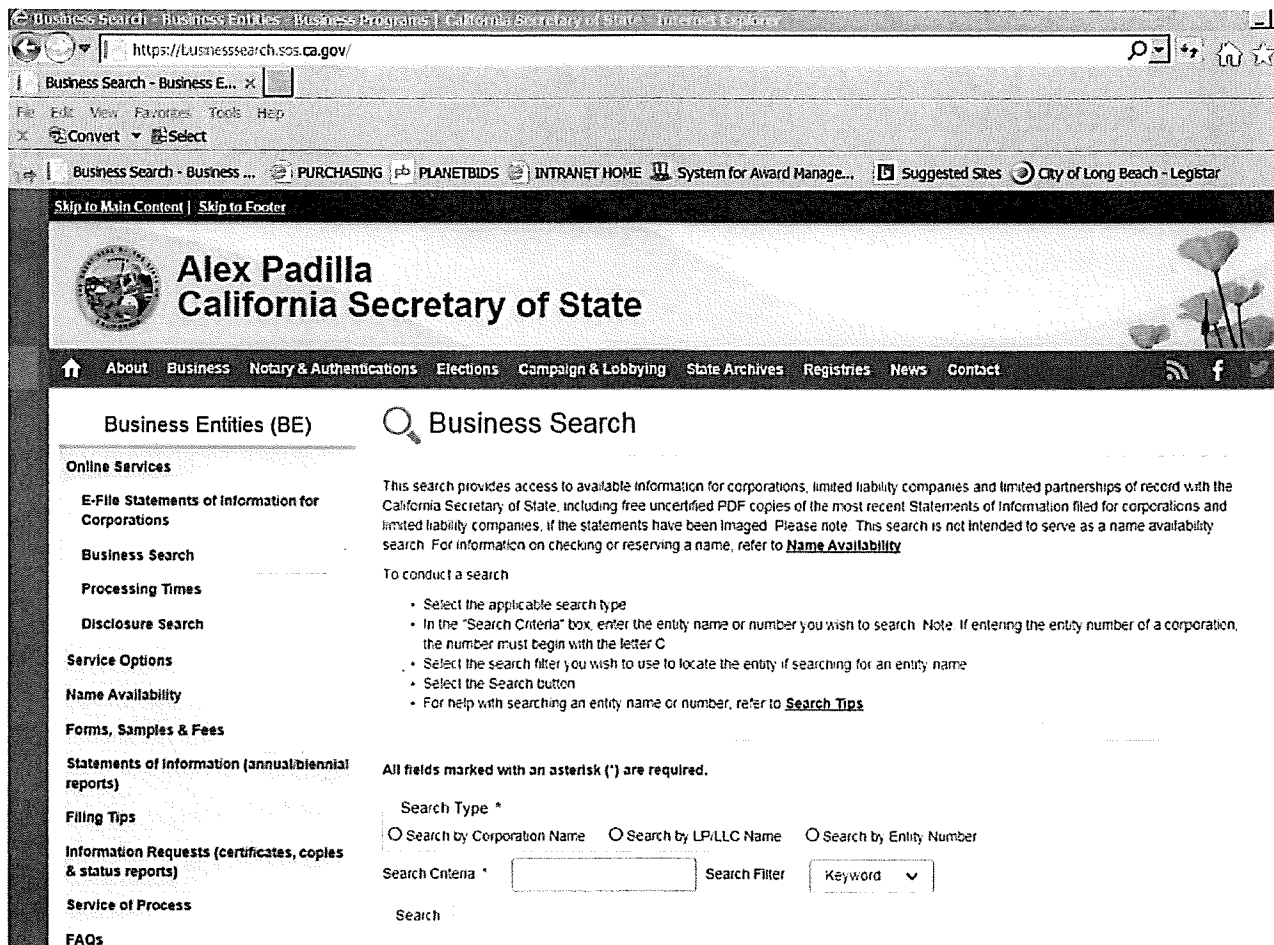 Business Search - Business Entities - Business Programs | California Secretary of State - Internet Explorer
https://businesssearch.sos.ca.gov/
Business Search - Business E... ×
File Edit View Favorites Tools Help
× Convert ▼ Select
Business Search - Business ... PURCHASING pb PLANETBIDS INTRANET HOME System for Award Manage... Suggested Sites City of Long Beach - Legistar
Skip to Main Content | Skip to Footer
Alex Padilla
California Secretary of State
About Business Notary & Authentications Elections Campaign & Lobbying State Archives Registries News Contact
Business Entities (BE)
Online Services
E-File Statements of Information for
Corporations
Business Search
Processing Times
Disclosure Search
Service Options
Name Availability
Forms, Samples & Fees
Statements of Information (annual/biennial
reports)
Filing Tips
Information Requests (certificates, copies
& status reports)
Service of Process
FAQs
Business Search
This search provides access to available information for corporations, limited liability companies and limited partnerships of record with the
California Secretary of State, including free uncertified PDF copies of the most recent Statements of Information filed for corporations and
limited liability companies, if the statements have been imaged. Please note. This search is not intended to serve as a name availability
search. For information on checking or reserving a name, refer to Name Availability
To conduct a search
• Select the applicable search type
• In the "Search Criteria" box, enter the entity name or number you wish to search. Note. If entering the entity number of a corporation,
the number must begin with the letter C
• Select the search filter you wish to use to locate the entity if searching for an entity name
• Select the Search button
• For help with searching an entity name or number, refer to Search Tips
All fields marked with an asterisk (*) are required.
Search Type *
Search by Corporation Name Search by LP/LLC Name Search by Entity Number
Search Criteria * Search Filter Keyword
Search